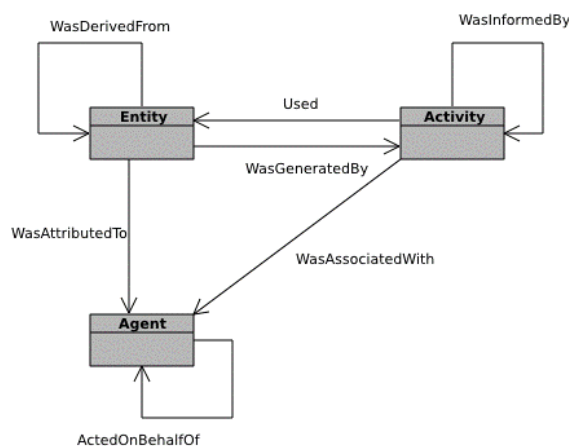 WasDerivedFrom
WasInformedBy
Used
Entity
Activity
WasGeneratedBy
WasAttributedTo
WasAssociatedWith
Agent
ActedOnBehalfOf